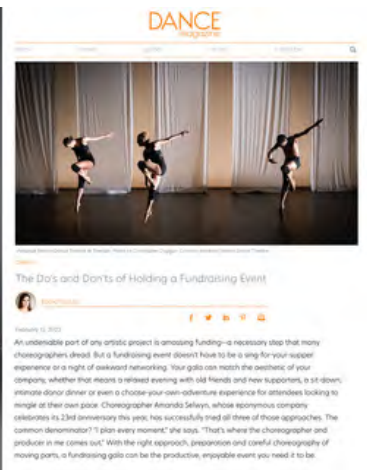 DANCE
magazine
The Do's and Don'ts of Holding a Fundraising Event
An undeniable part of any artistic project is amassing funding—a necessary step that many
choreographers dread. But a fundraising event doesn't have to be a sing-for-your-supper
experience or a night of awkward networking. Your gala can match the aesthetic of your
company, whether that means a relaxed evening with old friends and new supporters, a sit-down,
intimate donor dinner or even a choose-your-own-adventure experience for attendees looking to
mingle at their own pace. Choreographer Amanda Selwyn, whose eponymous company
celebrates its 23rd anniversary this year, has successfully tried all three of those approaches. The
common denominator? "I plan every moment," she says. "That's where the choreographer and
producer in me comes out." With the right approach, preparation and careful choreography of
moving parts, a fundraising gala can be the productive, enjoyable event you need it to be.